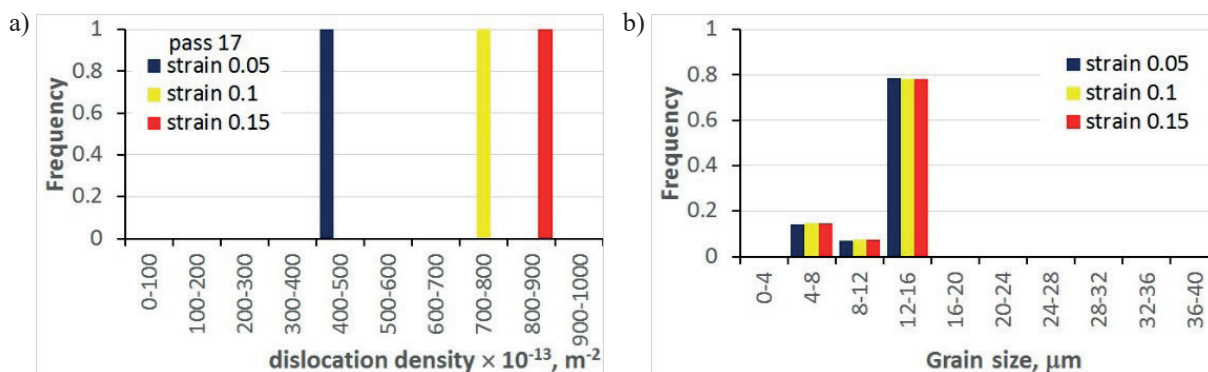 a)
pass 17
strain 0.05
strain 0.1
strain 0.15
Frequency
1
0.8
0.6
0.4
0.2
0
0-100
100-200
200-300
300-400
400-500
500-600
600-700
700-800
800-900
900-1000
dislocation density × 10⁻¹³, m⁻²
b)
strain 0.05
strain 0.1
strain 0.15
Frequency
1
0.8
0.6
0.4
0.2
0
0-4
4-8
8-12
12-16
16-20
20-24
24-28
28-32
32-36
36-40
Grain size, μm